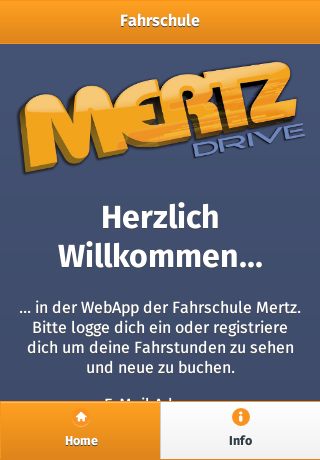 Fahrschule
MERTZ
DRIVE
Herzlich
Willkommen...
... in der WebApp der Fahrschule Mertz.
Bitte logge dich ein oder registriere
dich um deine Fahrstunden zu sehen
und neue zu buchen.
Home
Info